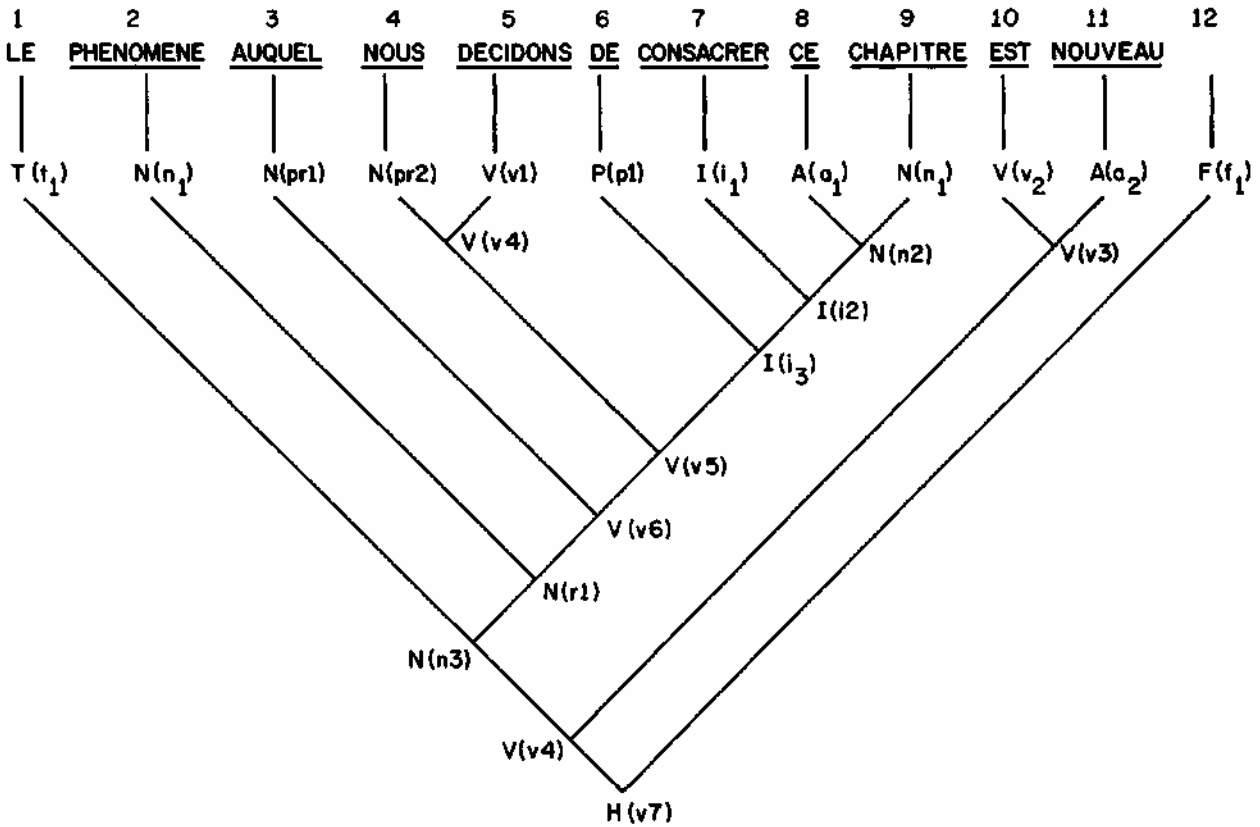 1 2 3 4 5 6 7 8 9 10 11 12
LE PHENOMENE AUQUEL NOUS DECIDONS DE CONSACRER CE CHAPITRE EST NOUVEAU
T(t₁) N(n₁) N(pr1) N(pr2) V(v1) P(p1) I(i₁) A(a₁) N(n₁) V(v₂) A(a₂) F(f₁)
V(v4) N(n2) V(v3)
I(i2)
I(i₃)
V(v5)
V(v6)
N(r1)
N(n3)
V(v4)
H(v7)